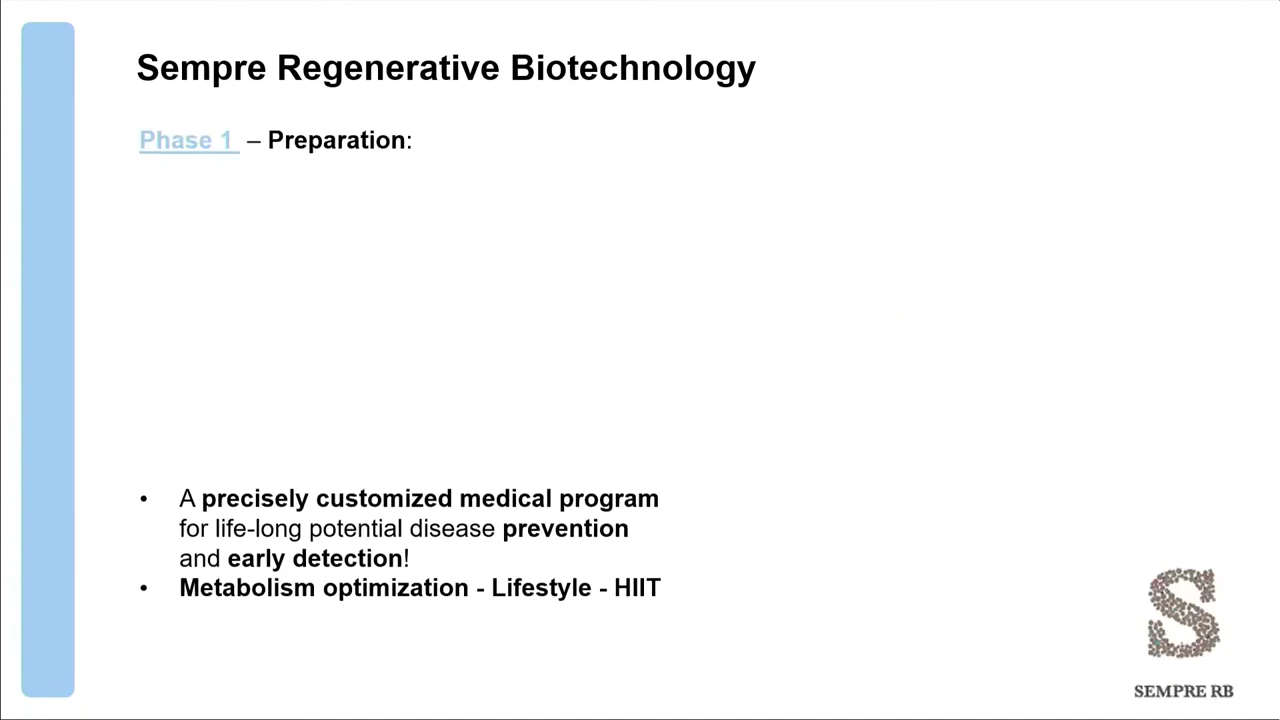 Sempre Regenerative Biotechnology
Phase 1 – Preparation:
• A precisely customized medical program
for life-long potential disease prevention
and early detection!
• Metabolism optimization - Lifestyle - HIIT
S
SEMPRE RB